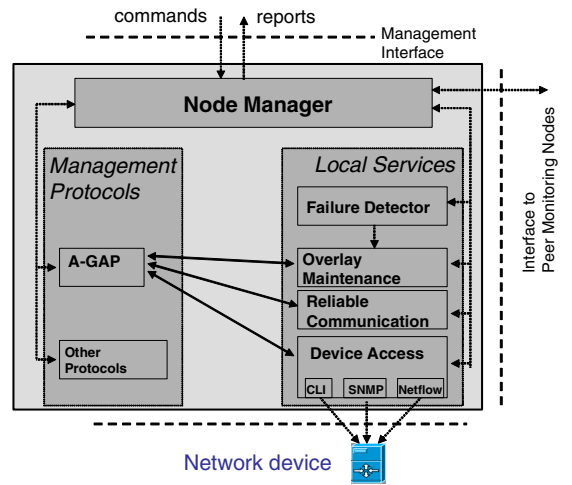 commands
reports
Management
Interface
Node Manager
Management
Protocols
Local Services
Failure Detector
A-GAP
Overlay
Maintenance
Reliable
Communication
Other
Protocols
Device Access
CLI
SNMP
Netflow
Interface to
Peer Monitoring Nodes
Network device